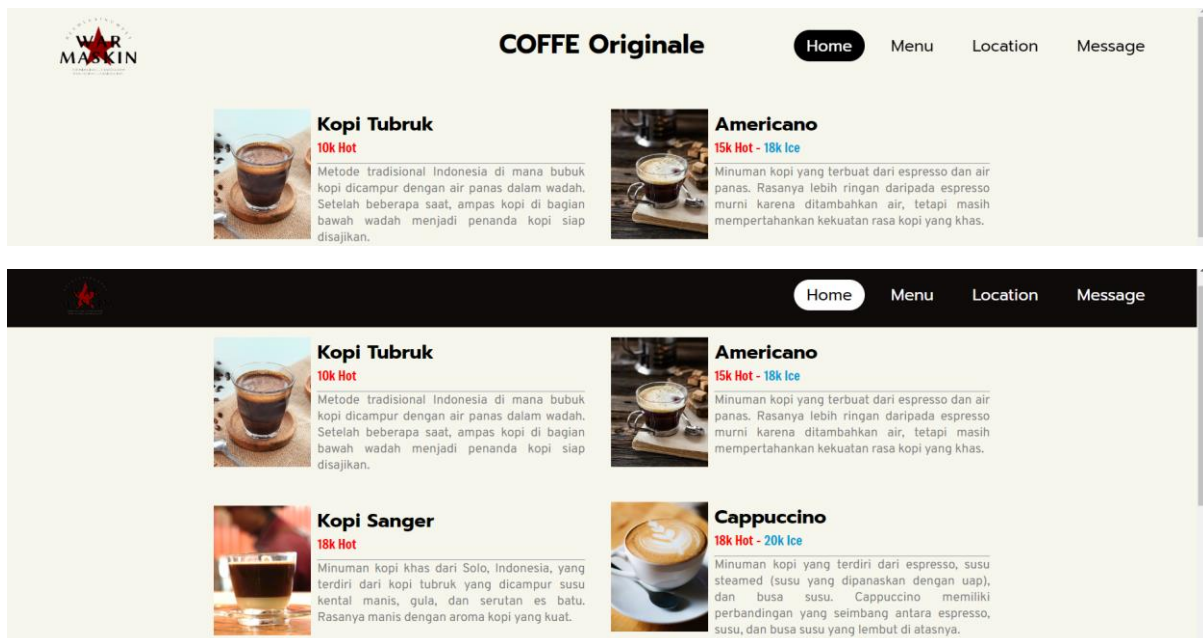 WAR
MASKIN
COFFE Originale
Home Menu Location Message
Kopi Tubruk
10k Hot
Metode tradisional Indonesia di mana bubuk
kopi dicampur dengan air panas dalam wadah.
Setelah beberapa saat, ampas kopi di bagian
bawah wadah menjadi penanda kopi siap
disajikan.
Americano
15k Hot - 18k Ice
Minuman kopi yang terbuat dari espresso dan air
panas. Rasanya lebih ringan daripada espresso
murni karena ditambahkan air, tetapi masih
mempertahankan kekuatan rasa kopi yang khas.
Home Menu Location Message
Kopi Tubruk
10k Hot
Metode tradisional Indonesia di mana bubuk
kopi dicampur dengan air panas dalam wadah.
Setelah beberapa saat, ampas kopi di bagian
bawah wadah menjadi penanda kopi siap
disajikan.
Americano
15k Hot - 18k Ice
Minuman kopi yang terbuat dari espresso dan air
panas. Rasanya lebih ringan daripada espresso
murni karena ditambahkan air, tetapi masih
mempertahankan kekuatan rasa kopi yang khas.
Kopi Sanger
18k Hot
Minuman kopi khas dari Solo, Indonesia, yang
terdiri dari kopi tubruk yang dicampur susu
kental manis, gula, dan serutan es batu.
Rasanya manis dengan aroma kopi yang kuat.
Cappuccino
18k Hot - 20k Ice
Minuman kopi yang terdiri dari espresso, susu
steamed (susu yang dipanaskan dengan uap),
dan busa susu. Cappuccino memiliki
perbandingan yang seimbang antara espresso,
susu, dan busa susu yang lembut di atasnya.